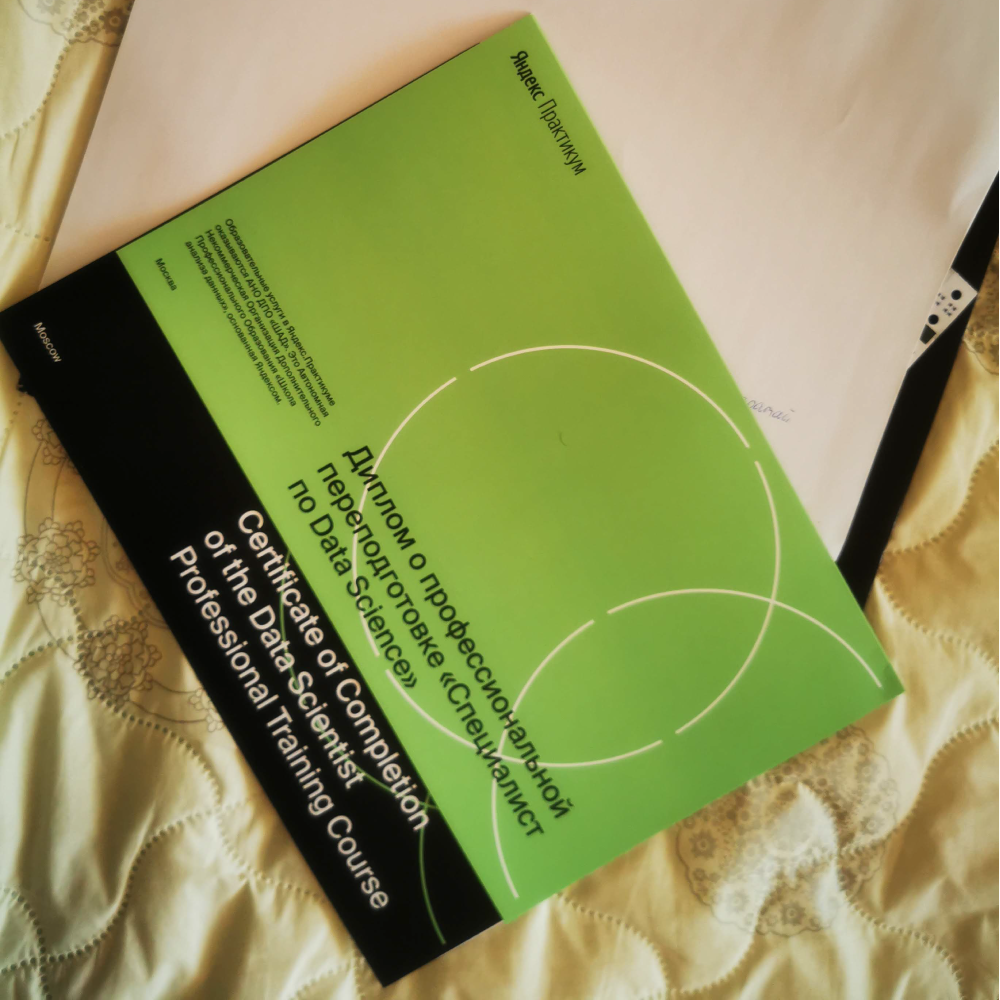 Яндекс Практикум
Образовательные услуги в Яндекс.Практикуме
оказываются АНО ДПО «ШАД». Это Автономная
Некоммерческая Организация Дополнительного
Профессионального Образования «Школа
анализа данных», основанная Яндексом.
Москва
Диплом о профессиональной
переподготовке «Специалист
по Data Science»
Moscow
Certificate of Completion
of the Data Scientist
Professional Training Course